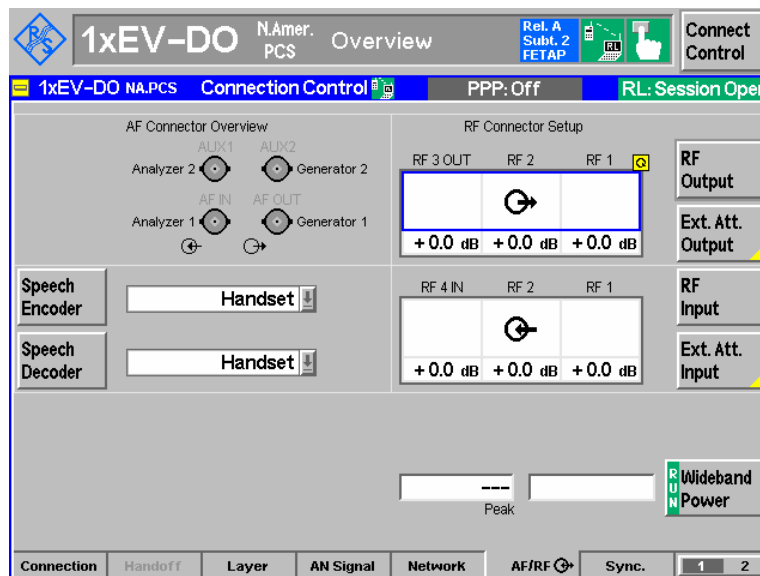 R S
1xEV-DO N.Amer. PCS Overview
Rel. A
Subt. 2
FETAP
RL
Connect
Control
1xEV-DO NA.PCS Connection Control PPP: Off RL: Session Oper
AF Connector Overview
AUX1 AUX2
Analyzer 2 Generator 2
AF IN AF OUT
Analyzer 1 Generator 1
RF Connector Setup
RF 3 OUT RF 2 RF 1
+0.0 dB +0.0 dB +0.0 dB
RF
Output
Ext. Att.
Output
Speech
Encoder
Handset
Speech
Decoder
Handset
RF 4 IN RF 2 RF 1
+0.0 dB +0.0 dB +0.0 dB
RF
Input
Ext. Att.
Input
---
Peak
RUN
Wideband
Power
Connection Handoff Layer AN Signal Network AF/RF Sync. 1 2